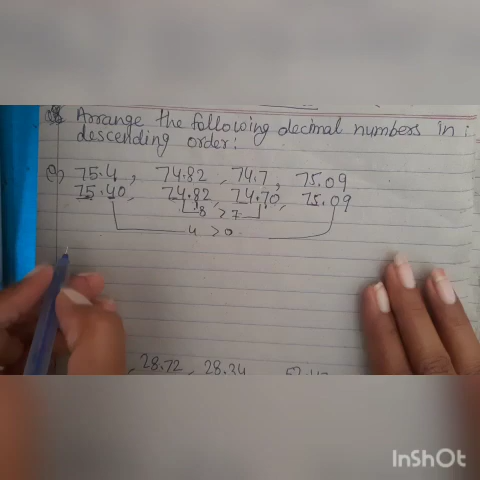 Arrange the following decimal numbers in :
descending order:
e) 75.4, 74.82, 74.7, 75.09
75.40, 74.82, 74.70, 75.09
8 > 7
4 > 0
, 28.72, 28.34
InShOt